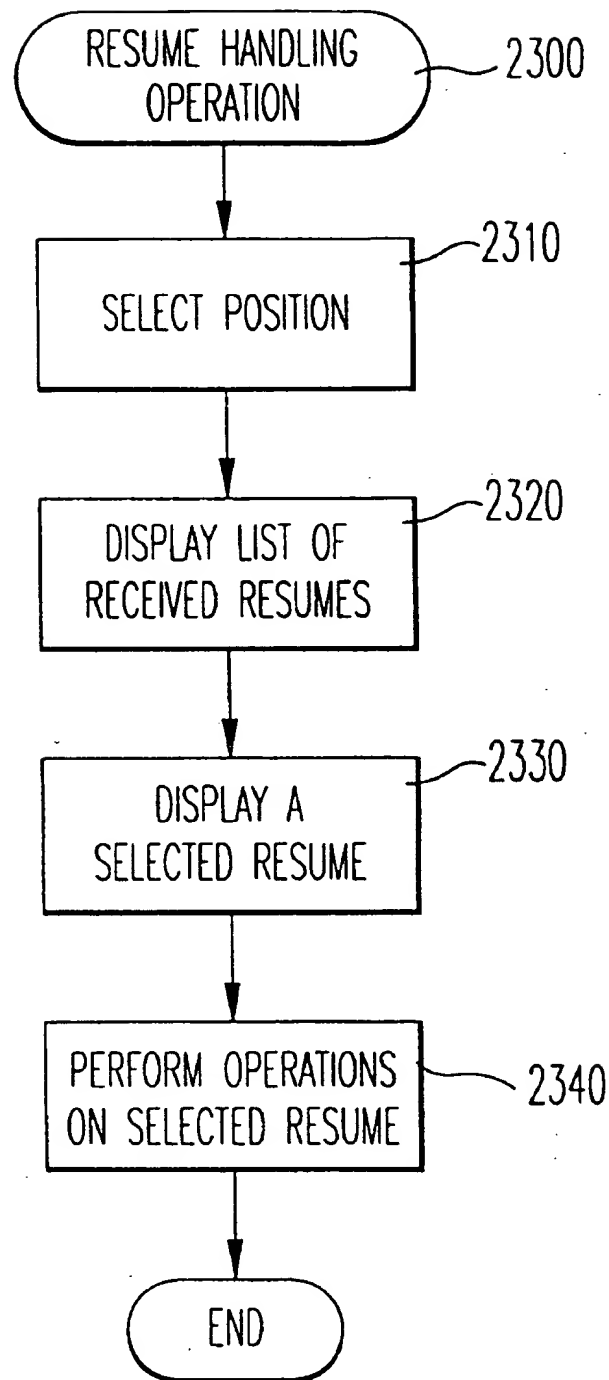 RESUME HANDLING
OPERATION
2300
SELECT POSITION
2310
DISPLAY LIST OF
RECEIVED RESUMES
2320
DISPLAY A
SELECTED RESUME
2330
PERFORM OPERATIONS
ON SELECTED RESUME
2340
END